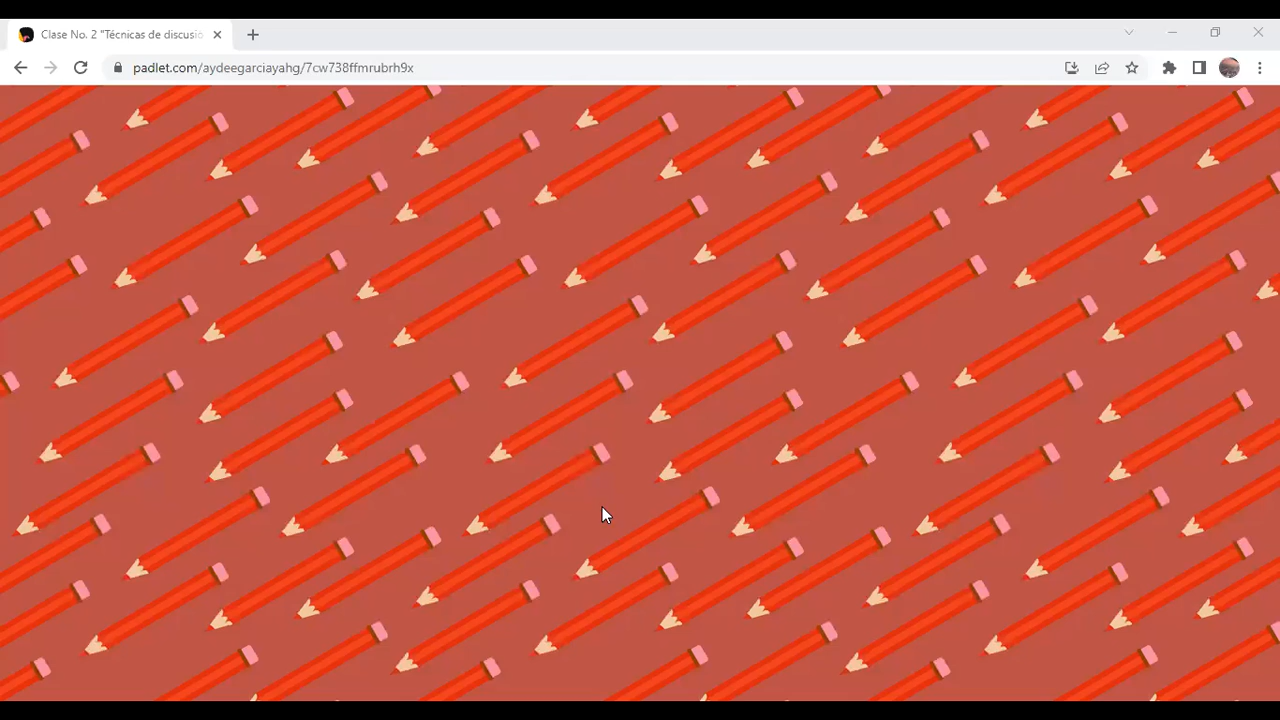 Clase No. 2 "Técnicas de discusió
padlet.com/aydeegarciayahg/7cw738ffmrubrh9x